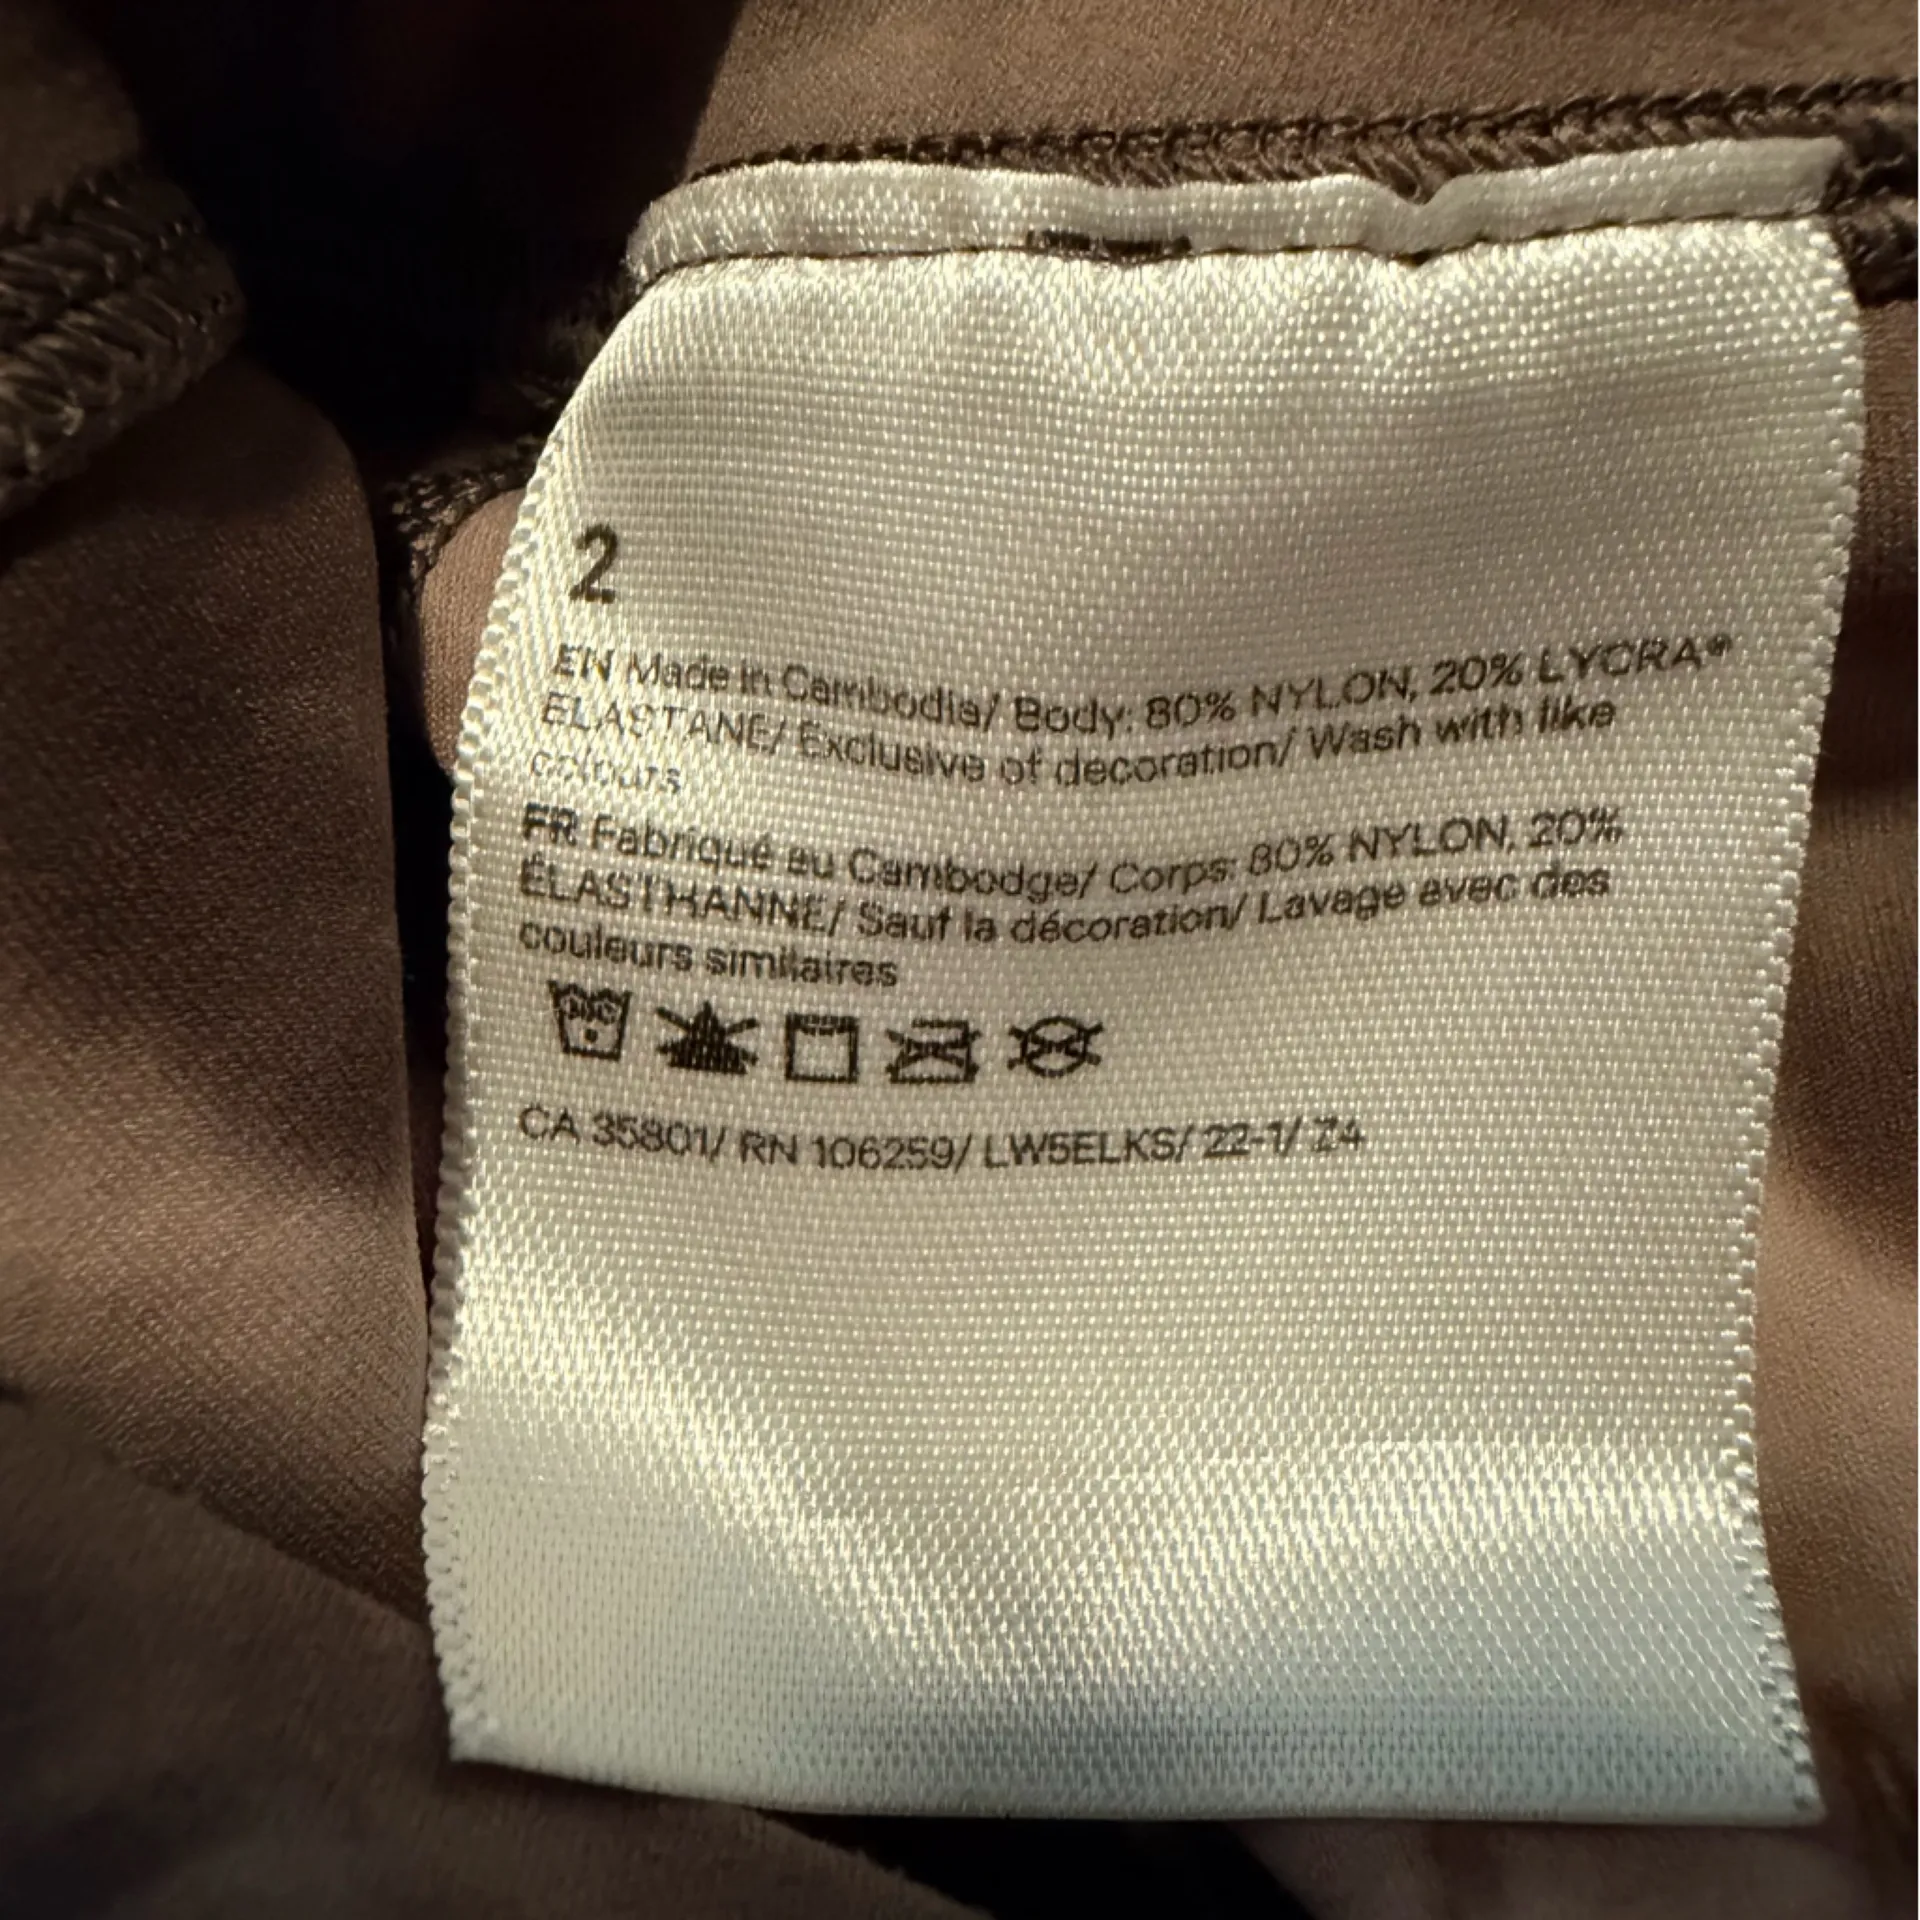 2
EN Made in Cambodia/ Body: 80% NYLON, 20% LYCRA®
ELASTANE/ Exclusive of decoration/ Wash with like
colours
FR Fabriqué au Cambodge/ Corps: 80% NYLON, 20%
ÉLASTHANNE/ Sauf la décoration/ Lavage avec des
couleurs similaires
30C
CA 35801/ RN 106259/ LW5ELKS/ 22-1/ Z4